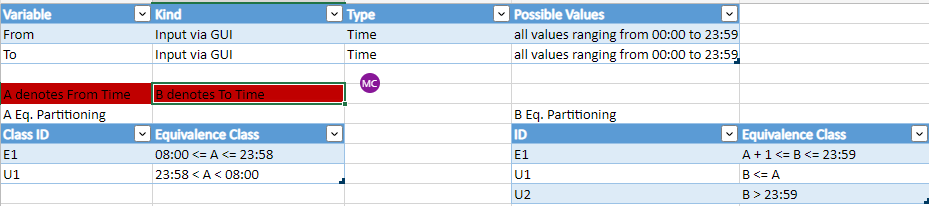 Variable Kind Type Possible Values
From Input via GUI Time all values ranging from 00:00 to 23:59
To Input via GUI Time all values ranging from 00:00 to 23:59
MC
A denotes From Time B denotes To Time
A Eq. Partitioning B Eq. Partitioning
Class ID Equivalence Class ID Equivalence Class
E1 08:00 <= A <= 23:58 E1 A + 1 <= B <= 23:59
U1 23:58 < A < 08:00 U1 B <= A
U2 B > 23:59